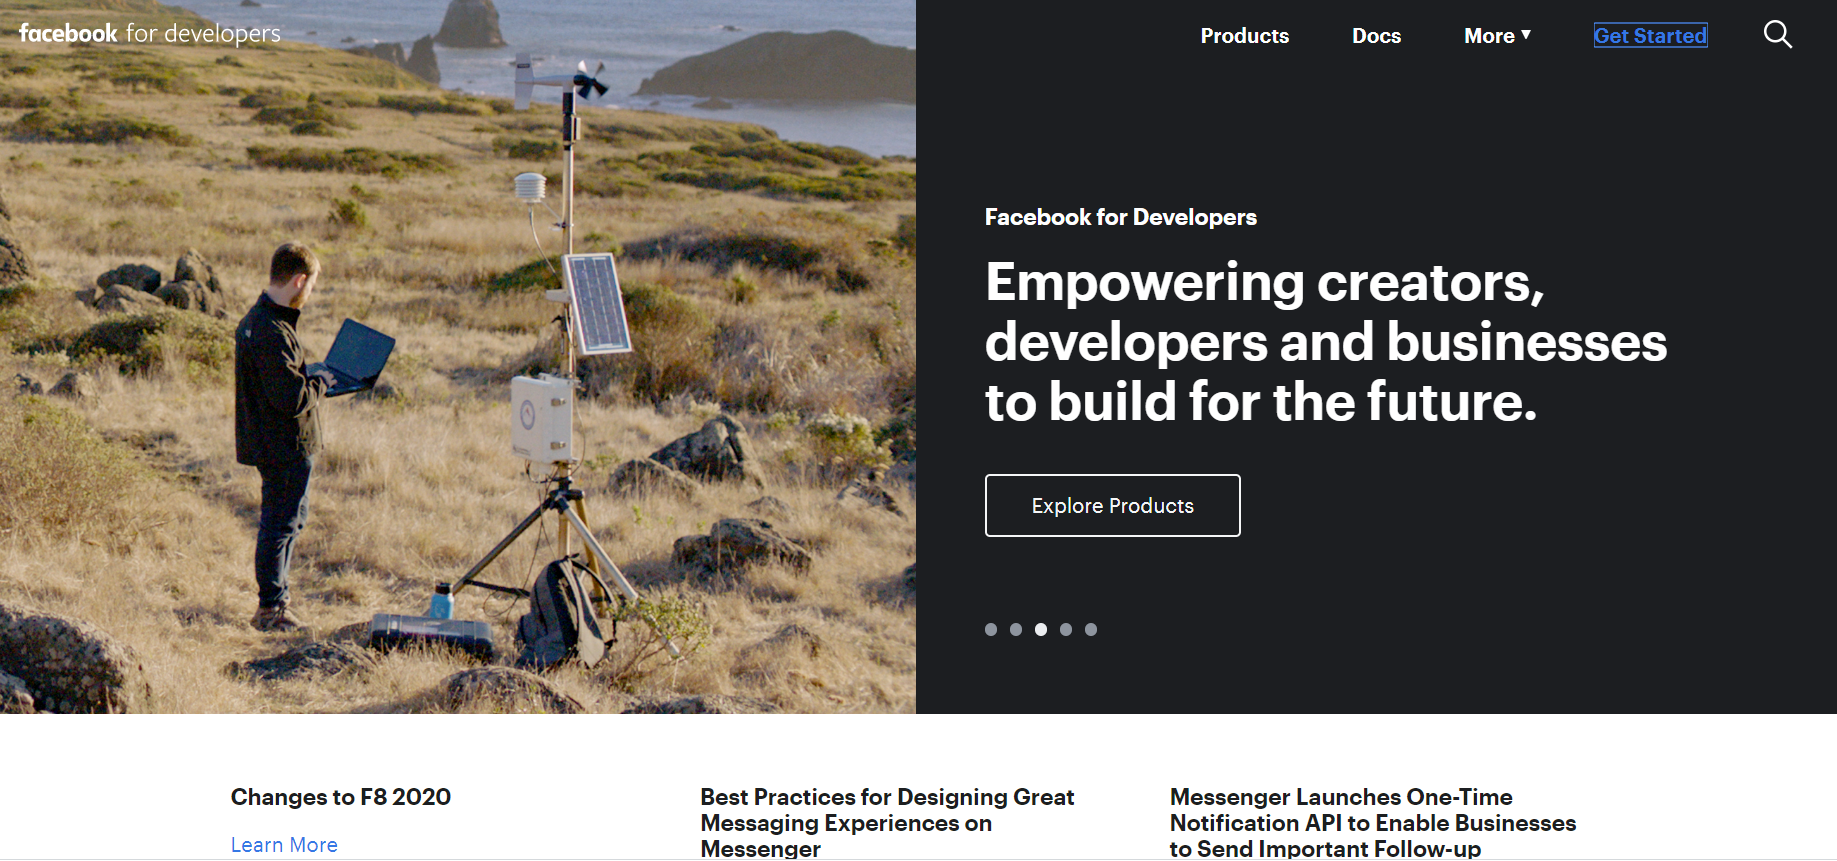 facebook for developers
Products Docs More ▼ Get Started
Facebook for Developers
Empowering creators,
developers and businesses
to build for the future.
Explore Products
Changes to F8 2020
Learn More
Best Practices for Designing Great
Messaging Experiences on
Messenger
Messenger Launches One-Time
Notification API to Enable Businesses
to Send Important Follow-up